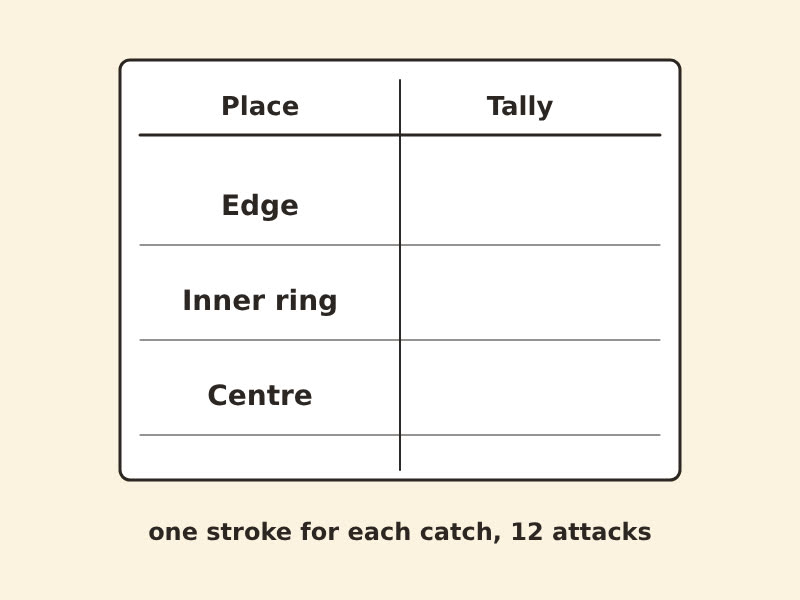 Place Tally
Edge
Inner ring
Centre
one stroke for each catch, 12 attacks